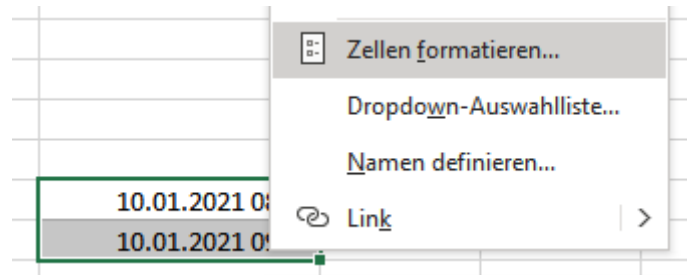 Zellen formatieren...
Dropdown-Auswahlliste...
Namen definieren...
10.01.2021
Link
10.01.2021